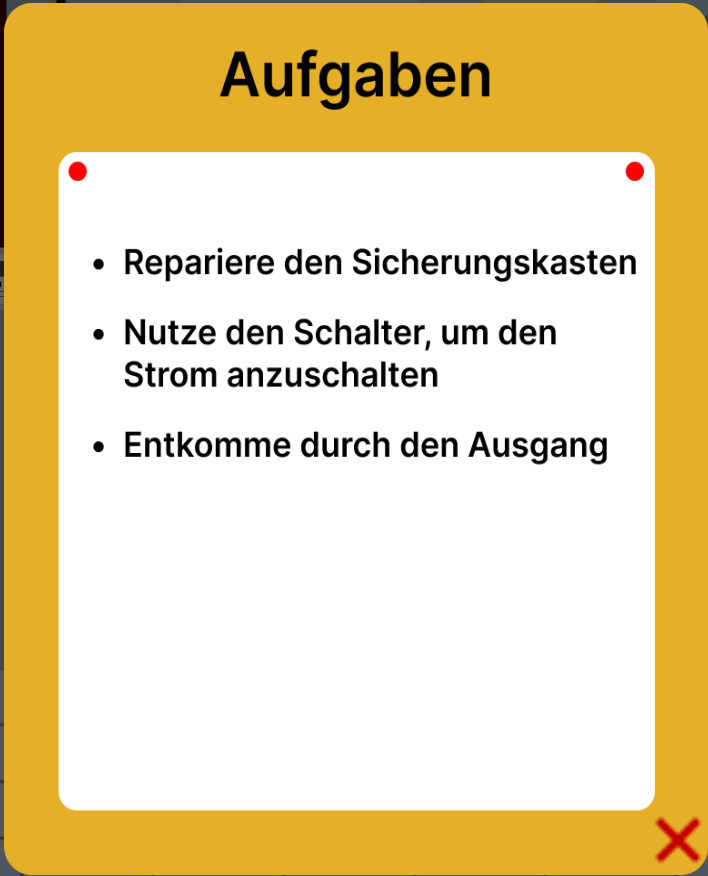 Aufgaben
• Repariere den Sicherungskasten
• Nutze den Schalter, um den
Strom anzuschalten
• Entkomme durch den Ausgang